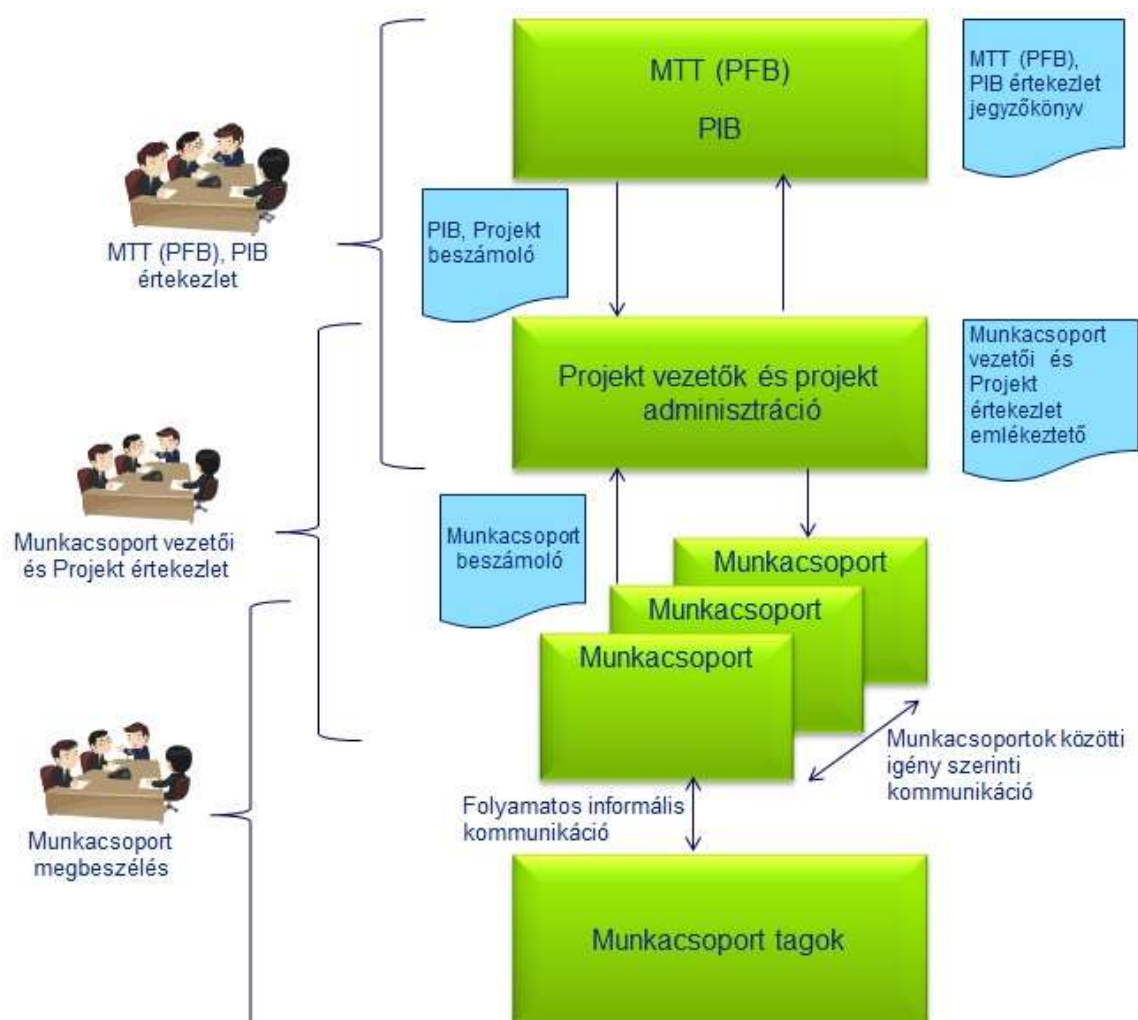 MTT (PFB)
PIB
MTT (PFB),
PIB értekezlet
jegyzőkönyv
MTT (PFB), PIB
értekezlet
PIB, Projekt
beszámoló
Projekt vezetők és projekt
adminisztráció
Munkacsoport
vezetői és
Projekt
értekezlet
emlékeztető
Munkacsoport vezetői
és Projekt értekezlet
Munkacsoport
beszámoló
Munkacsoport
Munkacsoport
Munkacsoport
Munkacsoportok közötti
igény szerinti
kommunikáció
Folyamatos informális
kommunikáció
Munkacsoport
megbeszélés
Munkacsoport tagok